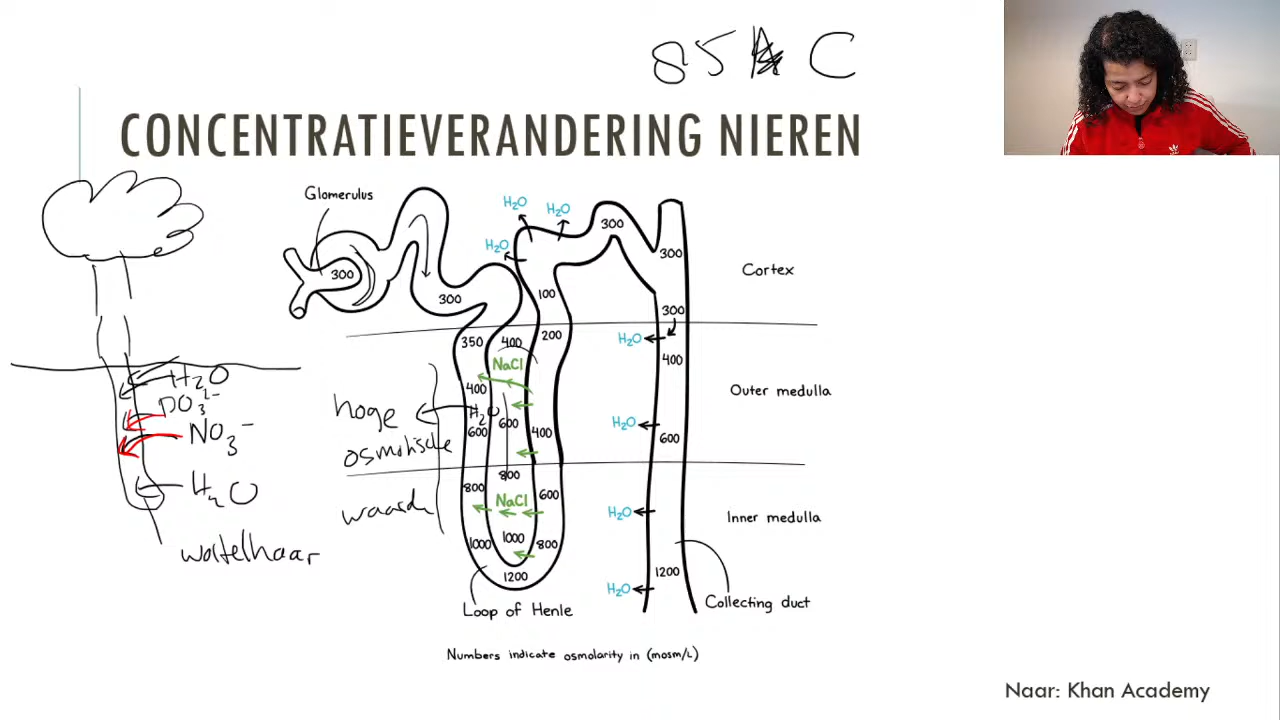 85 C
CONCENTRATIEVERANDERING NIEREN
Glomerulus
H₂O
H₂O
H₂O
300
300
300
300
100
300
Cortex
350
400
200
NaCl
H₂O
400
400
H₂O
600
600
400
H₂O
600
Outer medulla
800
800
600
NaCl
H₂O
1000
1000
800
Inner medulla
1200
H₂O
1200
Loop of Henle
Collecting duct
Numbers indicate osmolarity in (mosm/L)
hoge
osmotische
waarde
H₂O
PO₃²⁻
NO₃⁻
H₂O
wortelhaar
Naar: Khan Academy